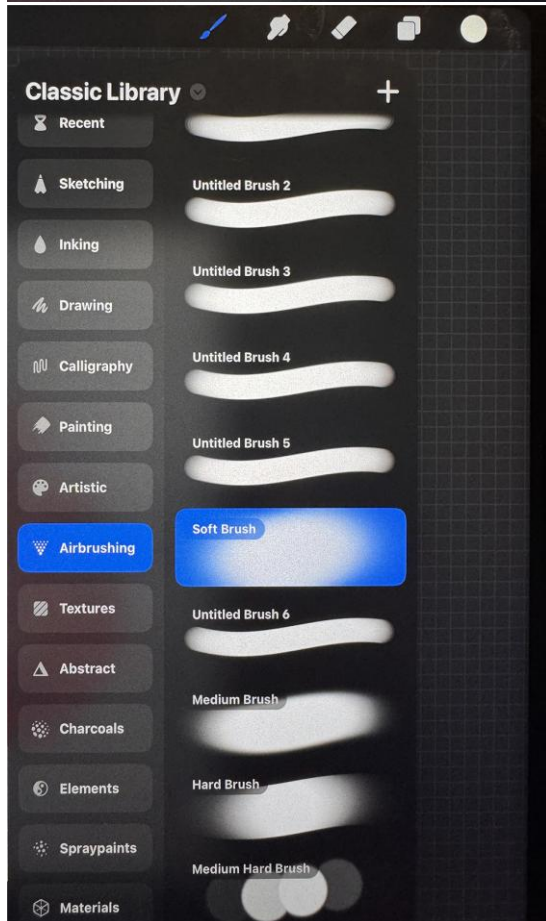 Classic Library
Recent
Sketching
Inking
Drawing
Calligraphy
Painting
Artistic
Airbrushing
Textures
Abstract
Charcoals
Elements
Spraypaints
Materials
Untitled Brush 2
Untitled Brush 3
Untitled Brush 4
Untitled Brush 5
Soft Brush
Untitled Brush 6
Medium Brush
Hard Brush
Medium Hard Brush